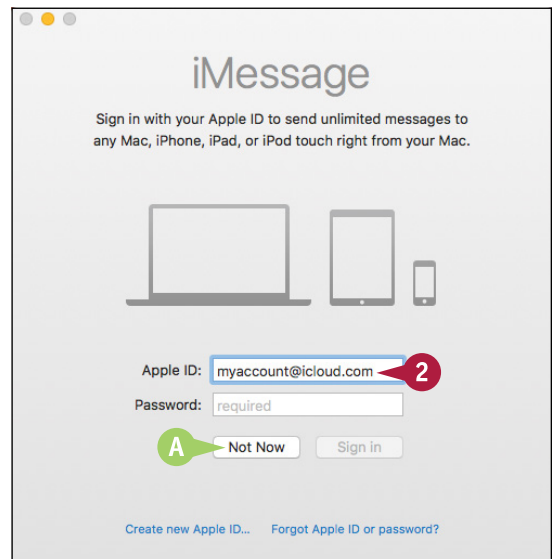 iMessage
Sign in with your Apple ID to send unlimited messages to
any Mac, iPhone, iPad, or iPod touch right from your Mac.
Apple ID: myaccount@icloud.com 2
Password: required
A Not Now Sign in
Create new Apple ID... Forgot Apple ID or password?